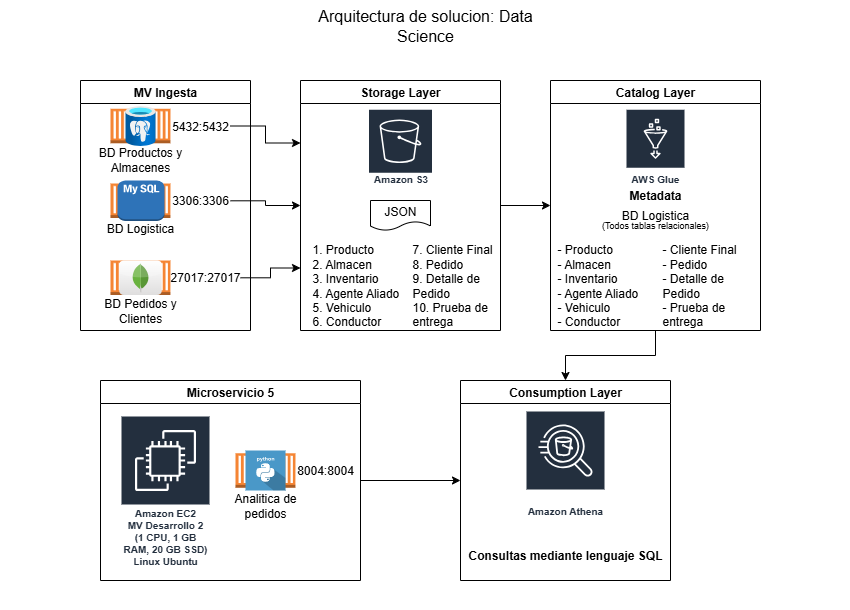 Arquitectura de solucion: Data
Science
MV Ingesta
5432:5432
BD Productos y
Almacenes
My SQL
3306:3306
BD Logistica
27017:27017
BD Pedidos y
Clientes
Storage Layer
Amazon S3
JSON
1. Producto
2. Almacen
3. Inventario
4. Agente Aliado
5. Vehiculo
6. Conductor
7. Cliente Final
8. Pedido
9. Detalle de
Pedido
10. Prueba de
entrega
Catalog Layer
AWS Glue
Metadata
BD Logistica
(Todos tablas relacionales)
- Producto
- Almacen
- Inventario
- Agente Aliado
- Vehiculo
- Conductor
- Cliente Final
- Pedido
- Detalle de
Pedido
- Prueba de
entrega
Microservicio 5
Amazon EC2
MV Desarrollo 2
(1 CPU, 1 GB
RAM, 20 GB SSD)
Linux Ubuntu
python
8004:8004
Analitica de
pedidos
Consumption Layer
Amazon Athena
Consultas mediante lenguaje SQL